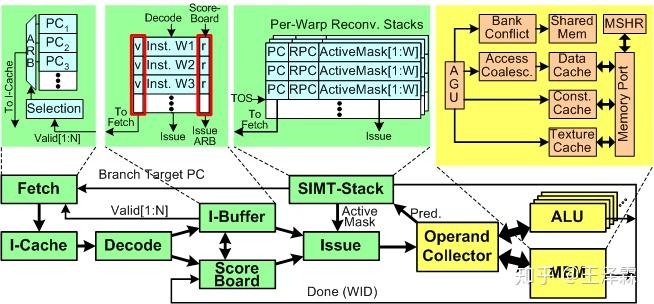 Decode
Score-
Board
Per-Warp Reconv. Stacks
Bank
Conflict
Shared
Mem
MSHR
ARB
PC1
PC2
PC3
To I-Cache
Selection
Valid[1:N]
v Inst. W1 r
v Inst. W2 r
v Inst. W3 r
To
Fetch
Issue
Issue
ARB
PC RPC ActiveMask[1:W]
PC RPC ActiveMask[1:W]
PC RPC ActiveMask[1:W]
TOS
To
Fetch
Issue
AGU
Access
Coalesc.
Data
Cache
Const.
Cache
Texture
Cache
Memory Port
Branch Target PC
Fetch
Valid[1:N]
I-Buffer
SIMT-Stack
Active
Mask
Pred.
ALU
I-Cache
Decode
Score
Board
Issue
Operand
Collector
MEM
Done (WID)
知乎 @王泽霖